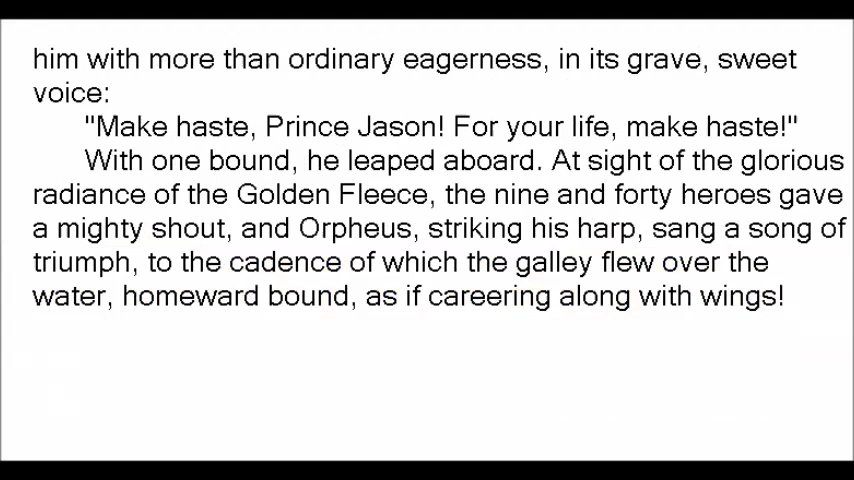 him with more than ordinary eagerness, in its grave, sweet
voice:
"Make haste, Prince Jason! For your life, make haste!"
With one bound, he leaped aboard. At sight of the glorious
radiance of the Golden Fleece, the nine and forty heroes gave
a mighty shout, and Orpheus, striking his harp, sang a song of
triumph, to the cadence of which the galley flew over the
water, homeward bound, as if careering along with wings!